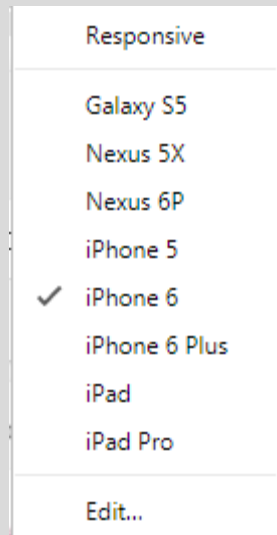 Responsive
Galaxy S5
Nexus 5X
Nexus 6P
iPhone 5
iPhone 6
iPhone 6 Plus
iPad
iPad Pro
Edit...